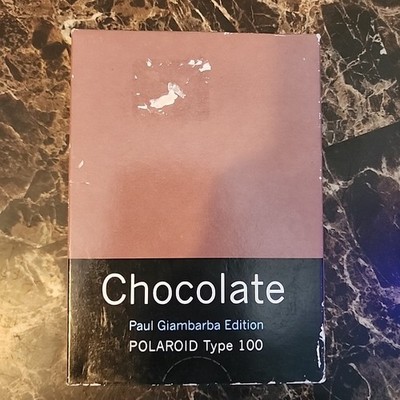 Chocolate
Paul Giambarba Edition
POLAROID Type 100